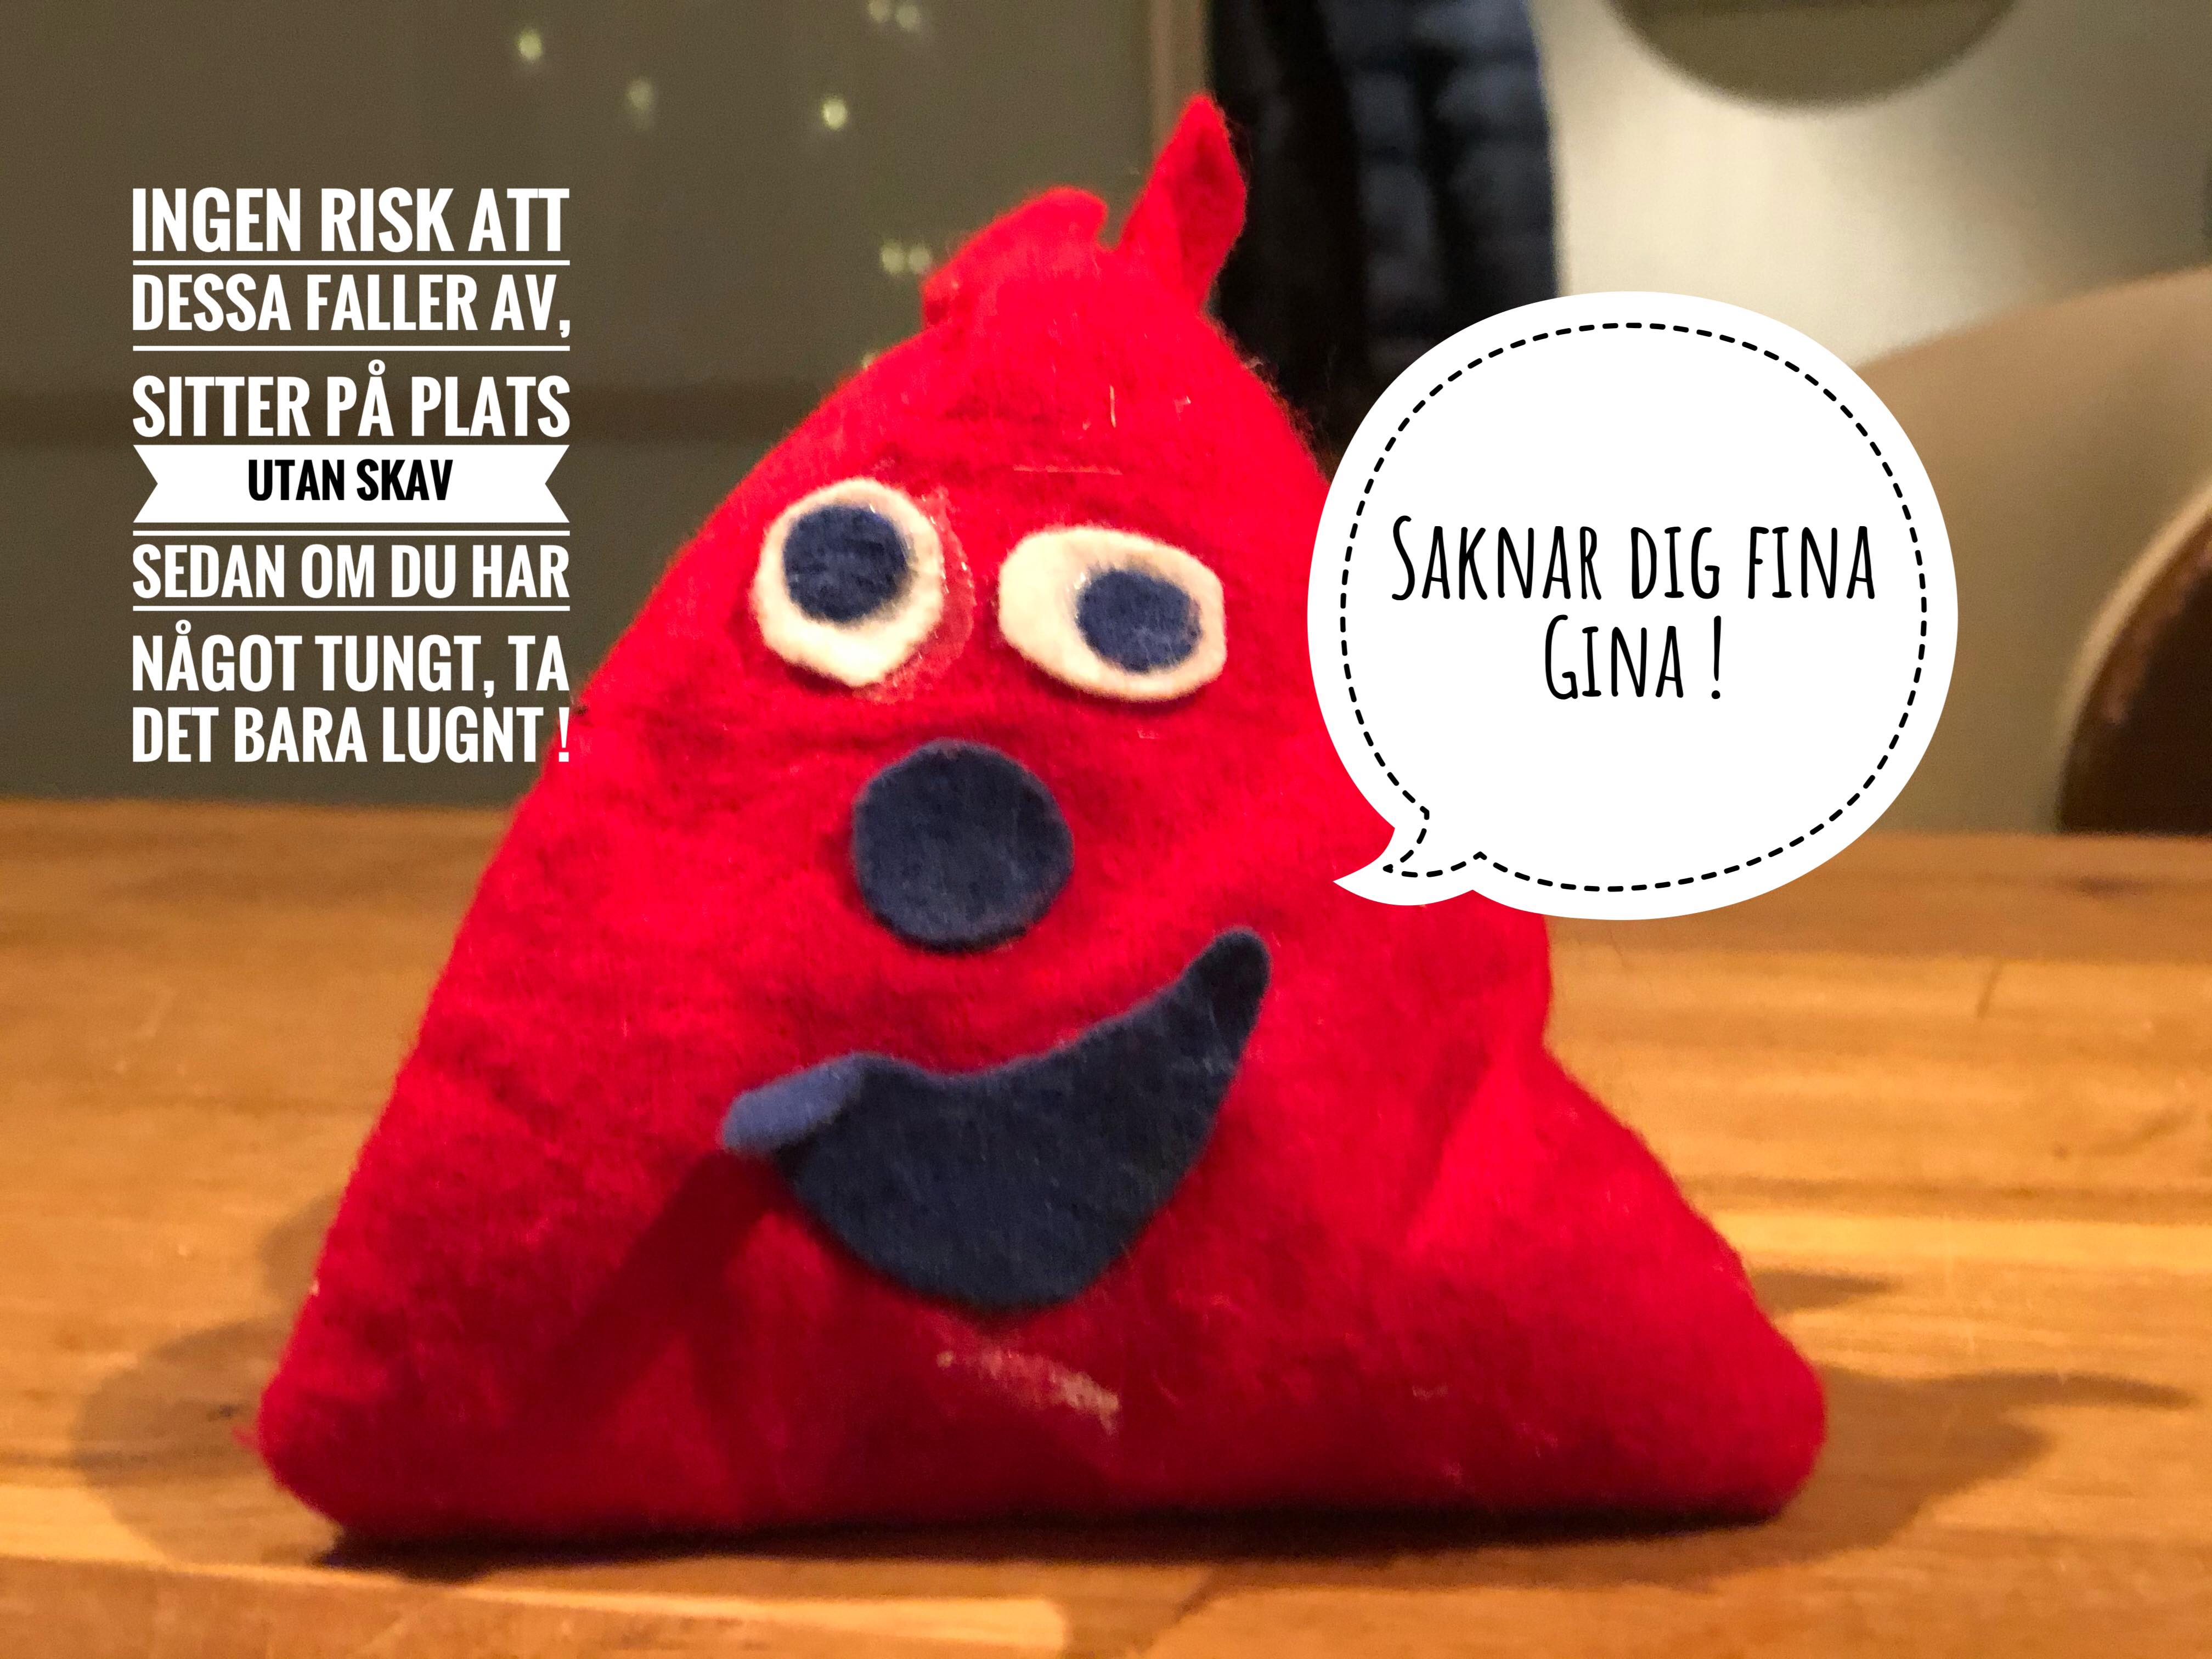 INGEN RISK ATT
DESSA FALLER AV,
SITTER PÅ PLATS
UTAN SKAV
SEDAN OM DU HAR
NÅGOT TUNGT, TA
DET BARA LUGNT !
SAKNAR DIG FINA
GINA !